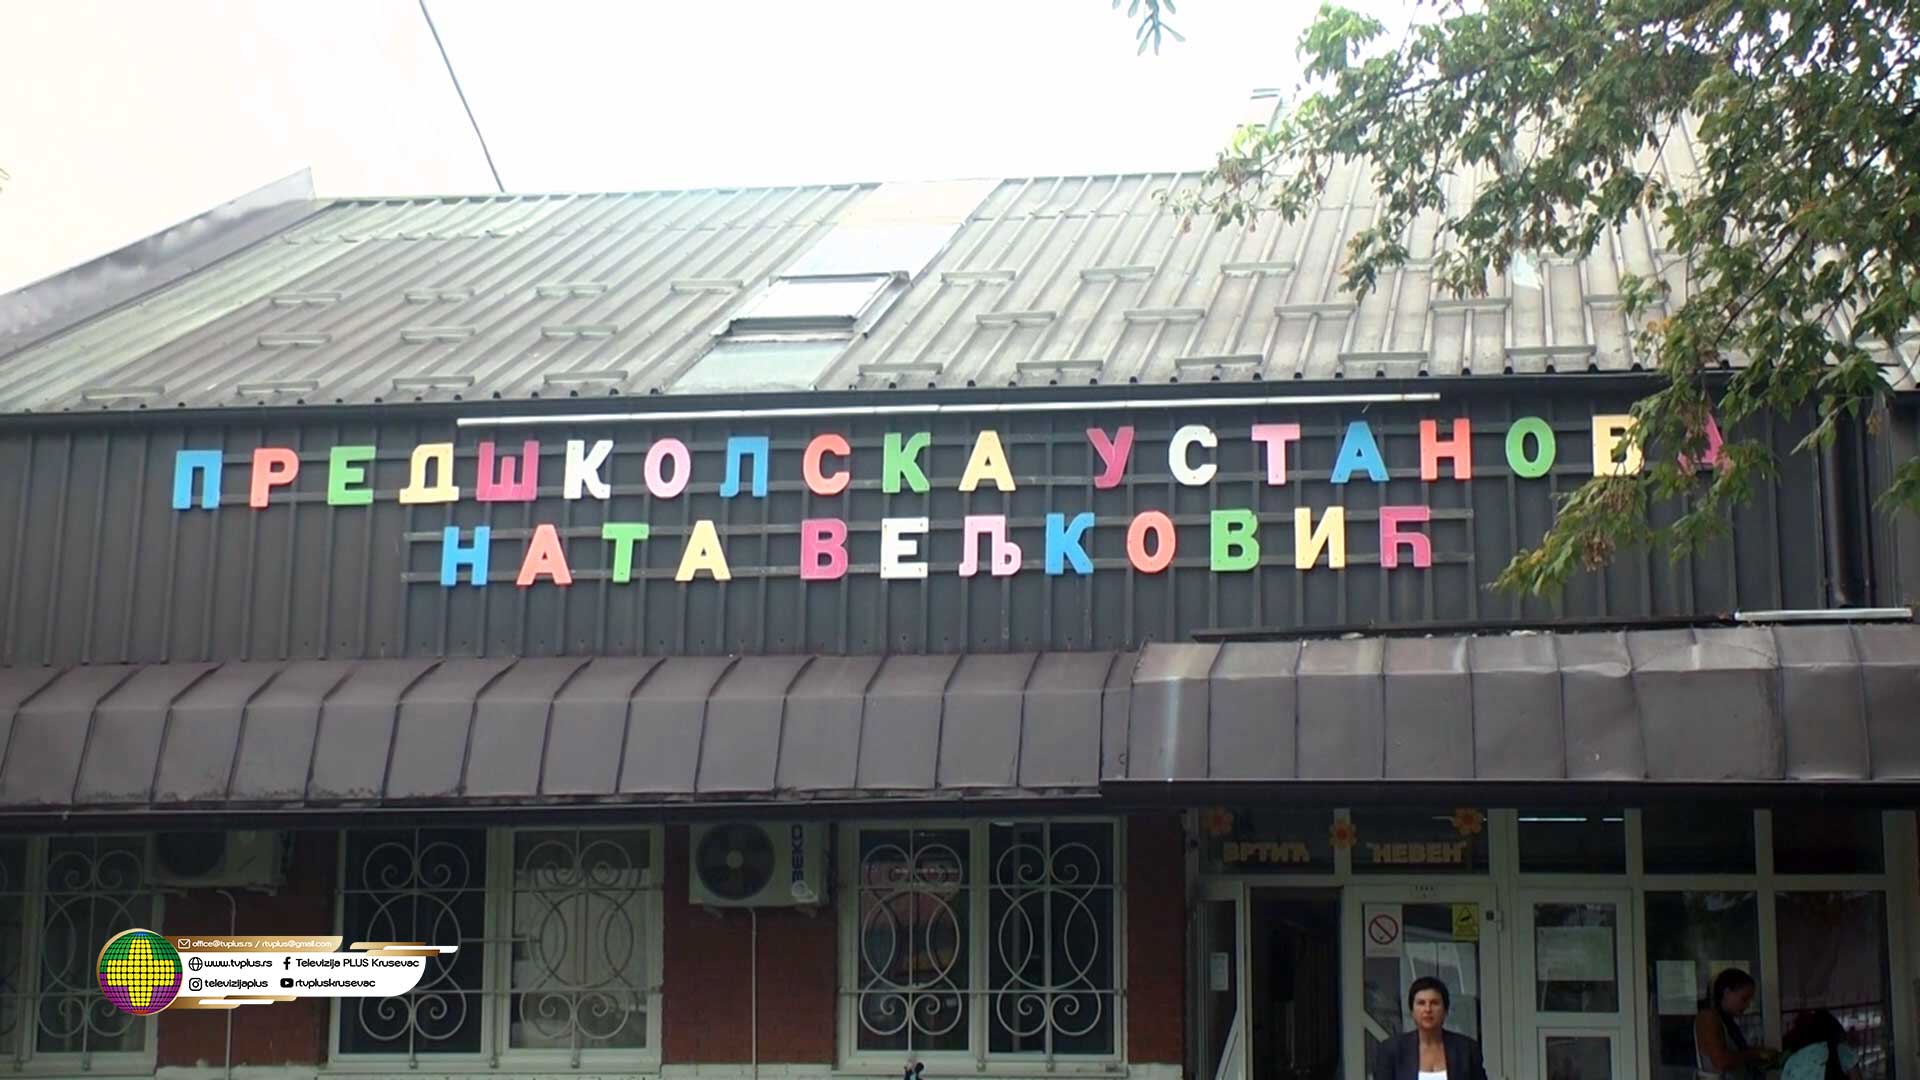 ПРЕДШКОЛСКА УСТАНОВА
НАТА ВЕЉКОВИЋ
BEKO
ВРТИЋ "НЕВЕН"
office@tvplus.rs / rtvplus@gmail.com
www.tvplus.rs Televizija PLUS Krusevac
televizijaplus rtvpluskrusevac